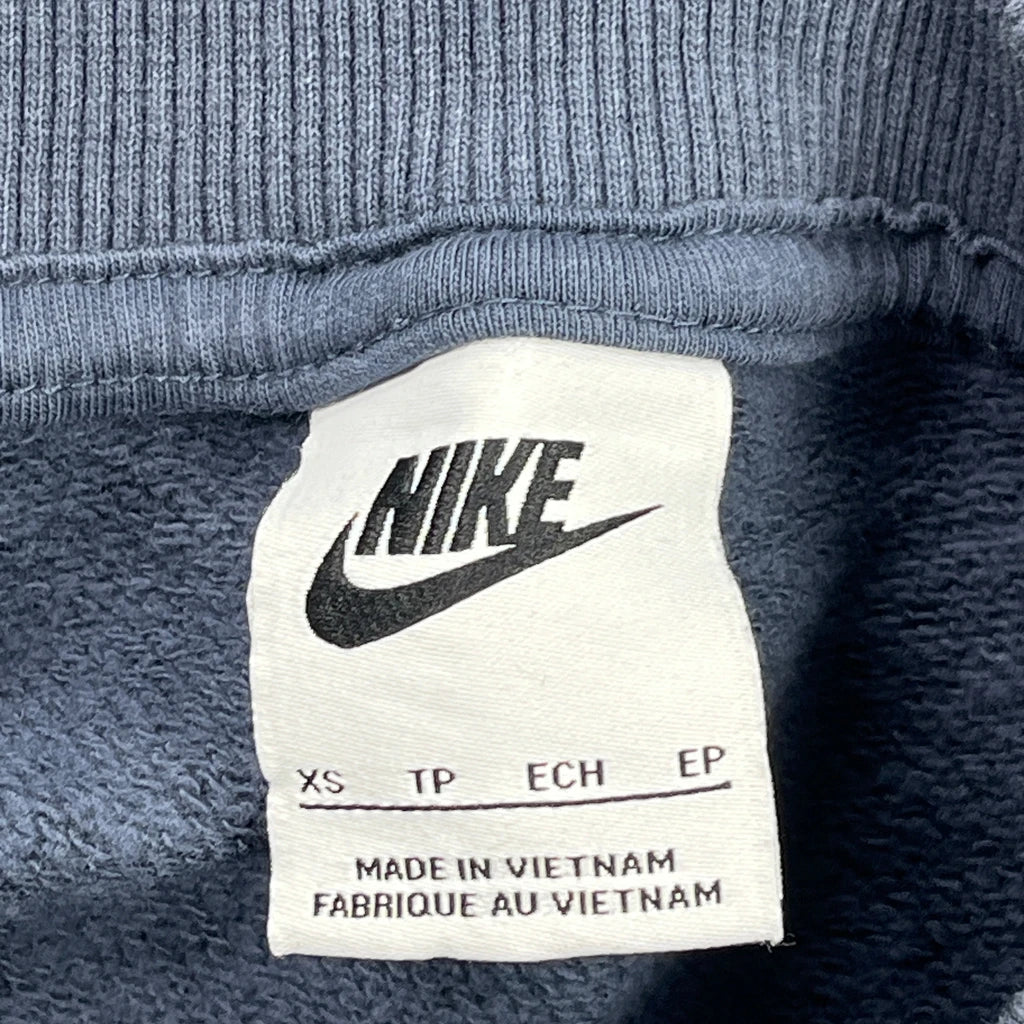 NIKE
XS TP ECH EP
MADE IN VIETNAM
FABRIQUE AU VIETNAM